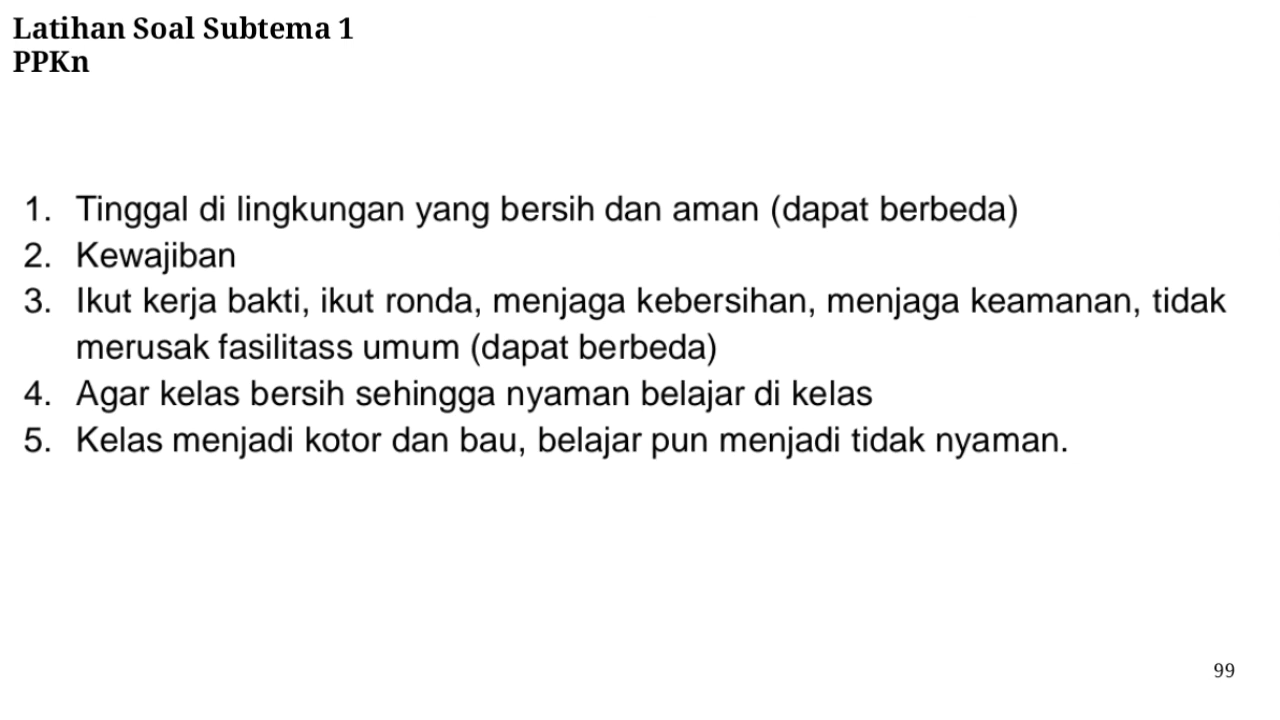 Latihan Soal Subtema 1
PPKn
1. Tinggal di lingkungan yang bersih dan aman (dapat berbeda)
2. Kewajiban
3. Ikut kerja bakti, ikut ronda, menjaga kebersihan, menjaga keamanan, tidak
merusak fasilitass umum (dapat berbeda)
4. Agar kelas bersih sehingga nyaman belajar di kelas
5. Kelas menjadi kotor dan bau, belajar pun menjadi tidak nyaman.
99